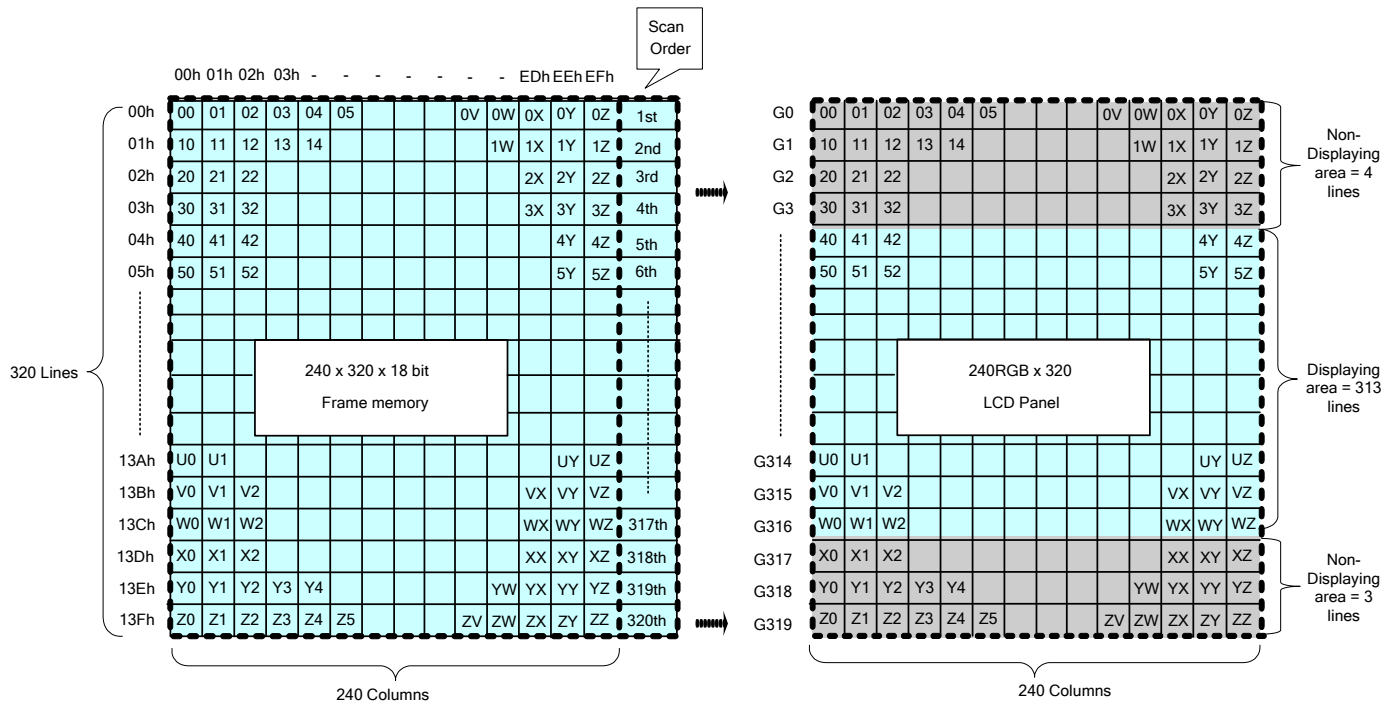 Scan
Order
00h 01h 02h 03h - - - - - - - EDh EEh EFh
00h 00 01 02 03 04 05 0V 0W 0X 0Y 0Z 1st
01h 10 11 12 13 14 1W 1X 1Y 1Z 2nd
02h 20 21 22 2X 2Y 2Z 3rd
03h 30 31 32 3X 3Y 3Z 4th
04h 40 41 42 4Y 4Z 5th
05h 50 51 52 5Y 5Z 6th
320 Lines
240 x 320 x 18 bit
Frame memory
13Ah U0 U1 UY UZ
13Bh V0 V1 V2 VX VY VZ
13Ch W0 W1 W2 WX WY WZ 317th
13Dh X0 X1 X2 XX XY XZ 318th
13Eh Y0 Y1 Y2 Y3 Y4 YW YX YY YZ 319th
13Fh Z0 Z1 Z2 Z3 Z4 Z5 ZV ZW ZX ZY ZZ 320th
240 Columns
G0 00 01 02 03 04 05 0V 0W 0X 0Y 0Z
G1 10 11 12 13 14 1W 1X 1Y 1Z
G2 20 21 22 2X 2Y 2Z
G3 30 31 32 3X 3Y 3Z
40 41 42 4Y 4Z
50 51 52 5Y 5Z
Non-
Displaying
area = 4
lines
240RGB x 320
LCD Panel
Displaying
area = 313
lines
G314 U0 U1 UY UZ
G315 V0 V1 V2 VX VY VZ
G316 W0 W1 W2 WX WY WZ
G317 X0 X1 X2 XX XY XZ
G318 Y0 Y1 Y2 Y3 Y4 YW YX YY YZ
G319 Z0 Z1 Z2 Z3 Z4 Z5 ZV ZW ZX ZY ZZ
Non-
Displaying
area = 3
lines
240 Columns